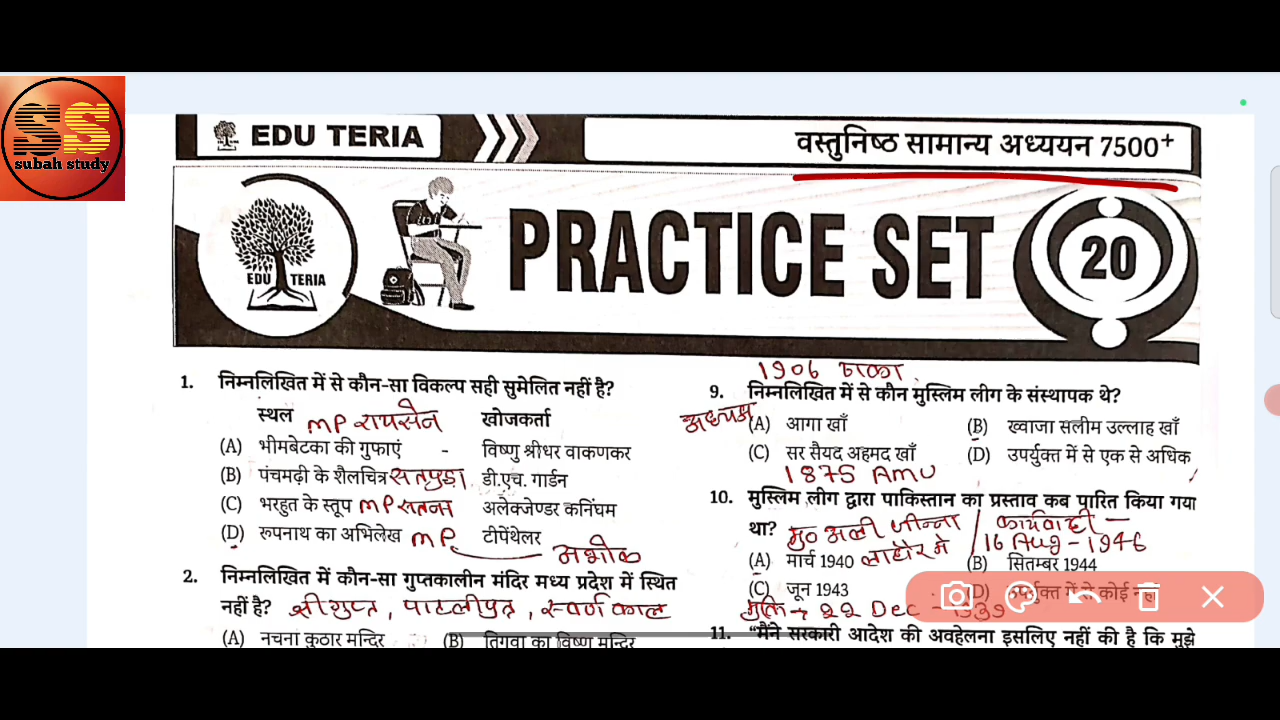 SS
subah study
EDU TERIA
वस्तुनिष्ठ सामान्य अध्ययन 7500+
EDU TERIA
PRACTICE SET
20
1. निम्नलिखित में से कौन-सा विकल्प सही सुमेलित नहीं है?
स्थल MP रायसेन खोजकर्ता
(A) भीमबेटका की गुफाएं - विष्णु श्रीधर वाकणकर
(B) पंचमढ़ी के शैलचित्र सतपुड़ा डी.एच. गार्डन
(C) भरहुत के स्तूप MP सतना अलेक्जेण्डर कनिंघम
(D) रूपनाथ का अभिलेख MP टीपेंथेलर
अशोक
2. निम्नलिखित में कौन-सा गुप्तकालीन मंदिर मध्य प्रदेश में स्थित
नहीं है? श्रीगुप्त, पाटलीपुत्र, स्वर्ण काल
(A) नचनां कुठार मन्दिर (B) तिगवा का विष्णु मन्दिर
1906 ढाका
9. निम्नलिखित में से कौन मुस्लिम लीग के संस्थापक थे?
अध्यक्ष (A) आगा खाँ (B) ख्वाजा सलीम उल्लाह खाँ
(C) सर सैयद अहमद खाँ (D) उपर्युक्त में से एक से अधिक
1875 AMU
10. मुस्लिम लीग द्वारा पाकिस्तान का प्रस्ताव कब पारित किया गया
था? मु० अली जीन्ना / कार्यवाही —
16 Aug - 1946
(A) मार्च 1940 लाहौर मे (B) सितम्बर 1944
(C) जून 1943 (D) उपर्युक्त में से कोई नहीं
मुक्ति → 22 Dec - 1939
11. "मैंने सरकारी आदेश की अवहेलना इसलिए नहीं की है कि मुझे